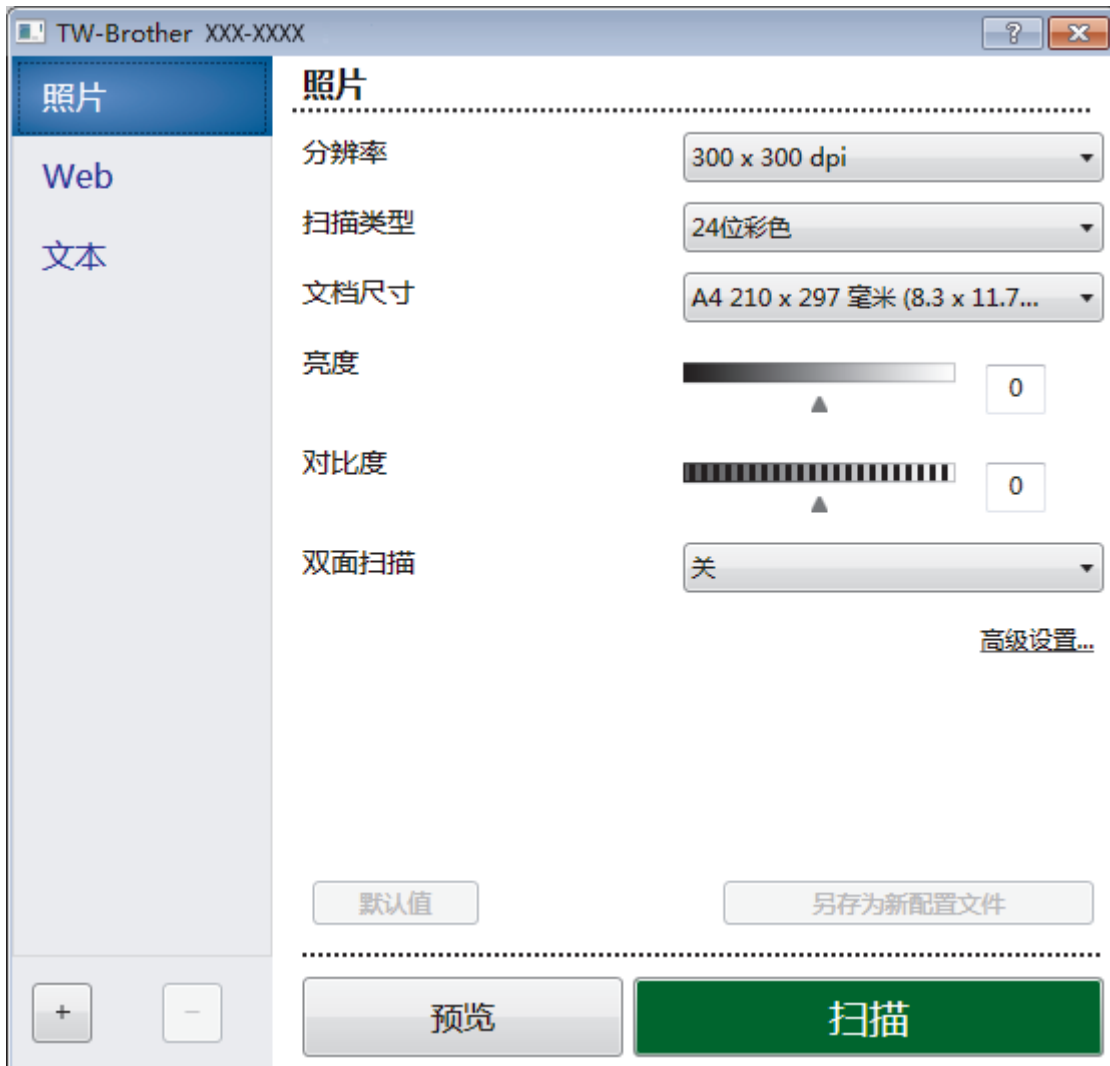 TW-Brother XXX-XXXX
?
照片
Web
文本
照片
分辨率 300 x 300 dpi
扫描类型 24位彩色
文档尺寸 A4 210 x 297 毫米 (8.3 x 11.7...
亮度 0
对比度 0
双面扫描 关
高级设置...
默认值 另存为新配置文件
+ − 预览 扫描